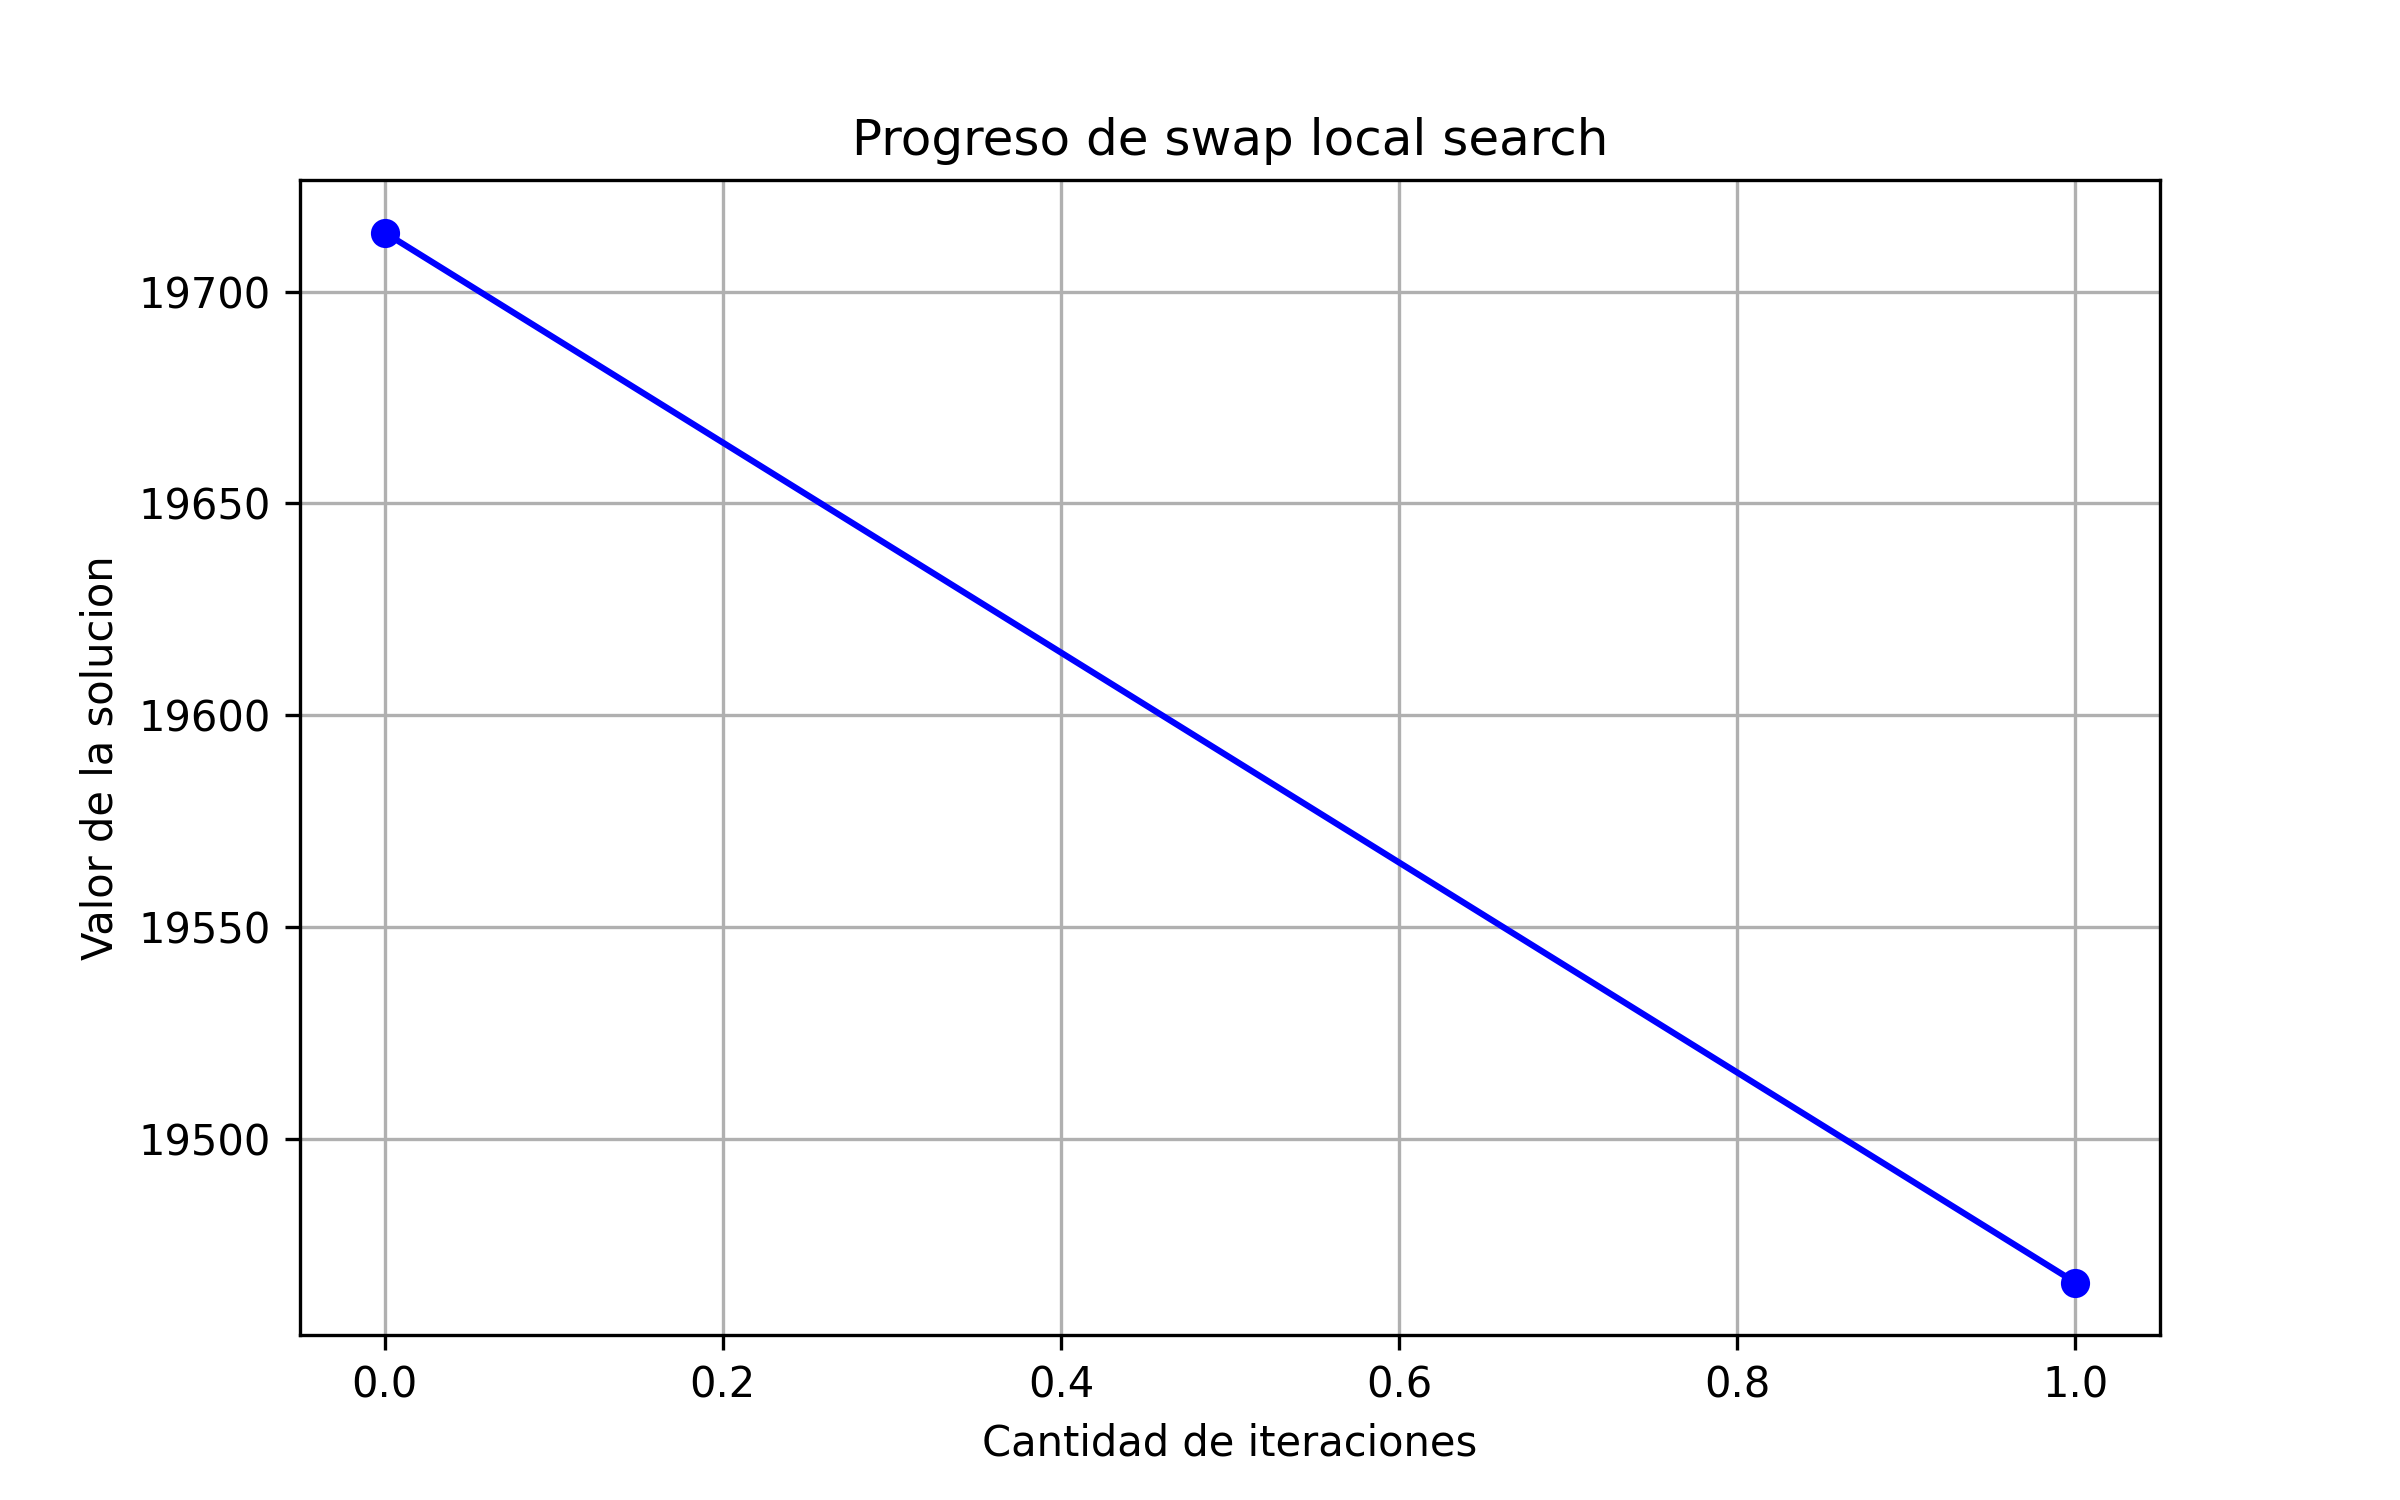 Progreso de swap local search
Valor de la solucion
19700
19650
19600
19550
19500
0.0 0.2 0.4 0.6 0.8 1.0
Cantidad de iteraciones